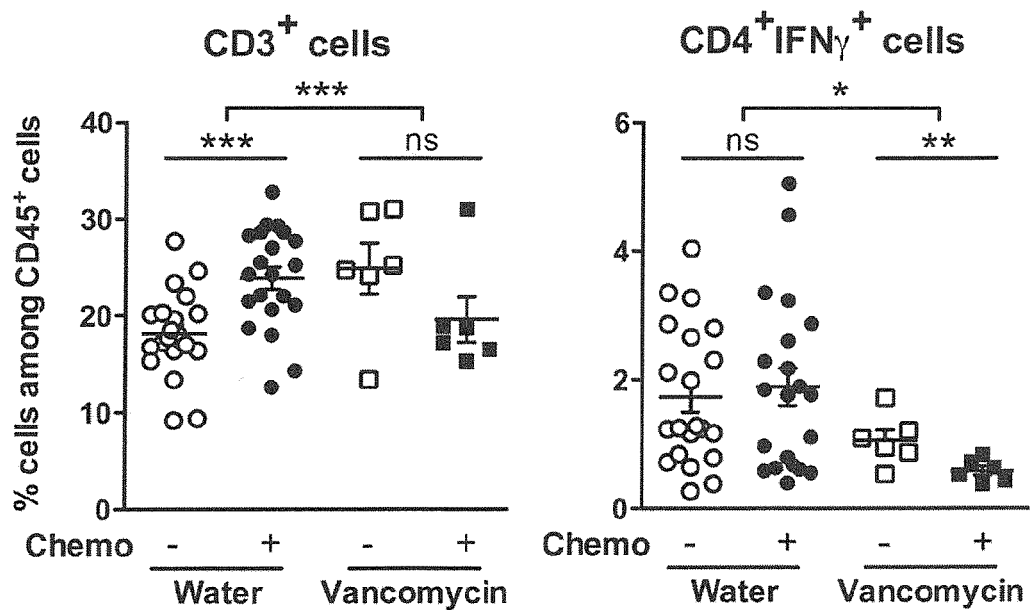 CD3+ cells
CD4+IFNγ+ cells
***
*
*** ns
ns **
% cells among CD45+ cells
40
30
20
10
0
6
4
2
0
Chemo - + - +
Chemo - + - +
Water Vancomycin
Water Vancomycin